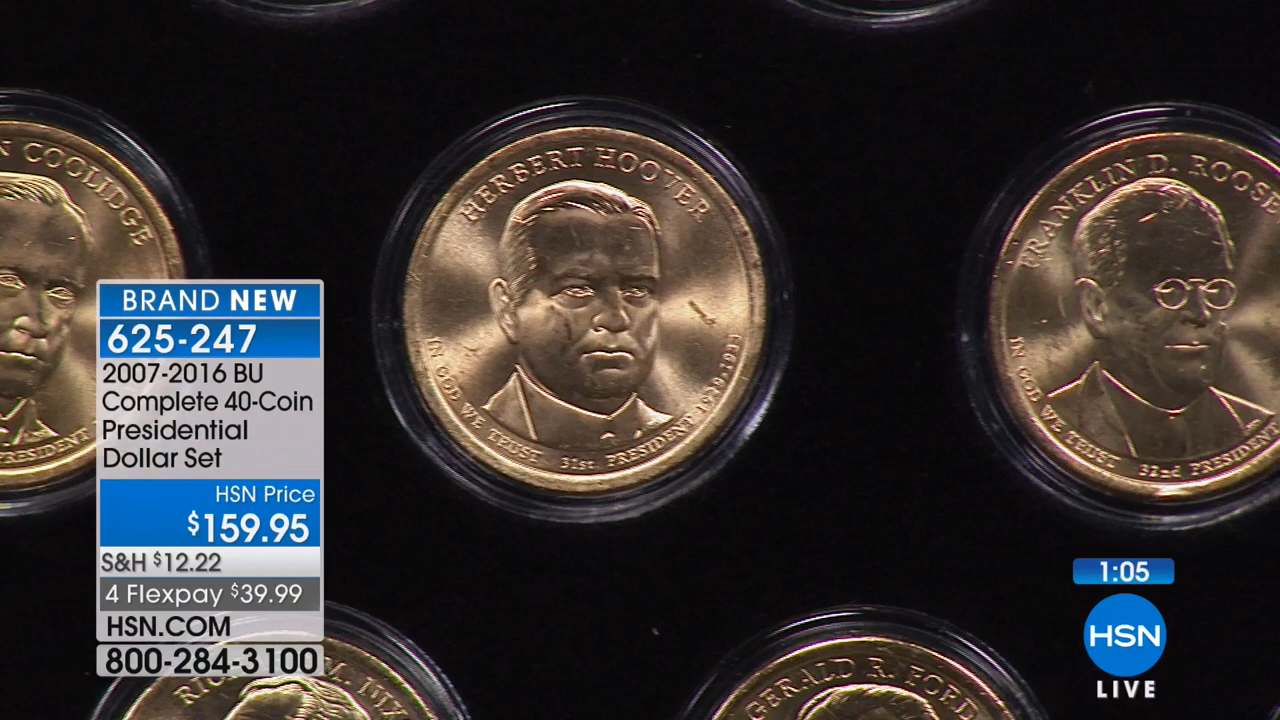 N COOLIDGE
PRESIDENT
HERBERT HOOVER
IN GOD WE TRUST 31st PRESIDENT 1929-1933
FRANKLIN D. ROOSE
IN GOD WE TRUST 32nd PRESIDEN
BRAND NEW
625-247
2007-2016 BU
Complete 40-Coin
Presidential
Dollar Set
HSN Price
$159.95
S&H $12.22
4 Flexpay $39.99
HSN.COM
800-284-3100
M. NIX
GERALD R. FORD
1:05
HSN
LIVE